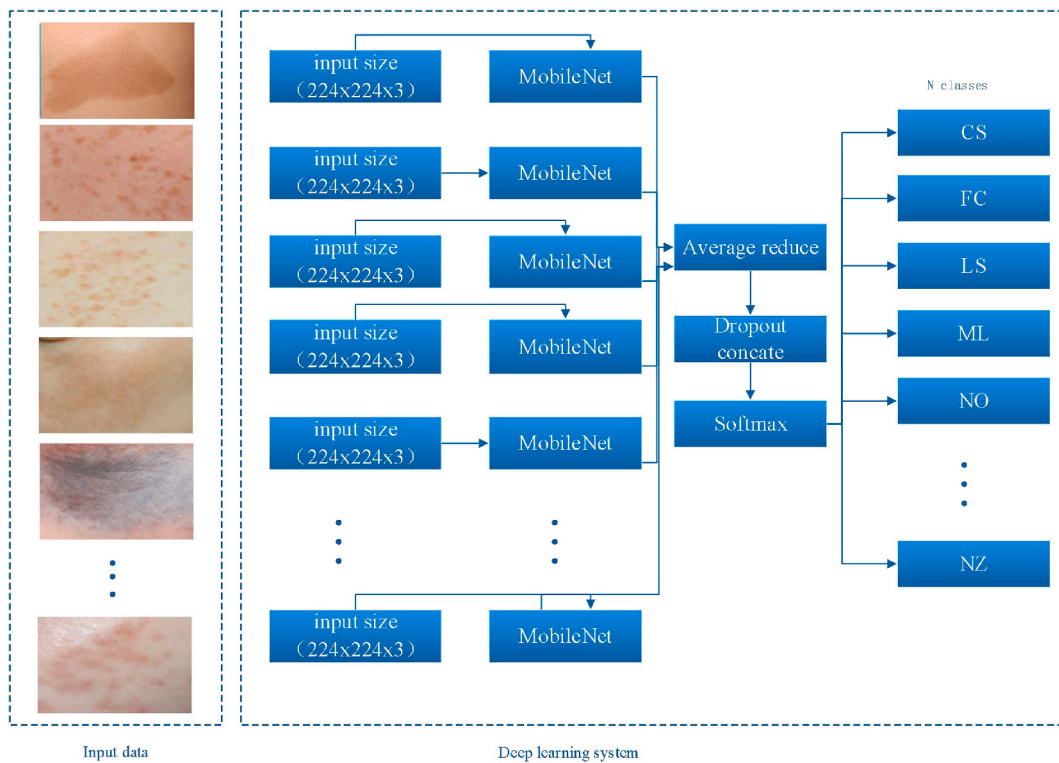 input size
（224x224x3）
MobileNet
input size
（224x224x3）
MobileNet
input size
（224x224x3）
MobileNet
input size
（224x224x3）
MobileNet
input size
（224x224x3）
MobileNet
input size
（224x224x3）
MobileNet
Average reduce
Dropout
concate
Softmax
N classes
CS
FC
LS
ML
NO
NZ
Input data
Deep learning system